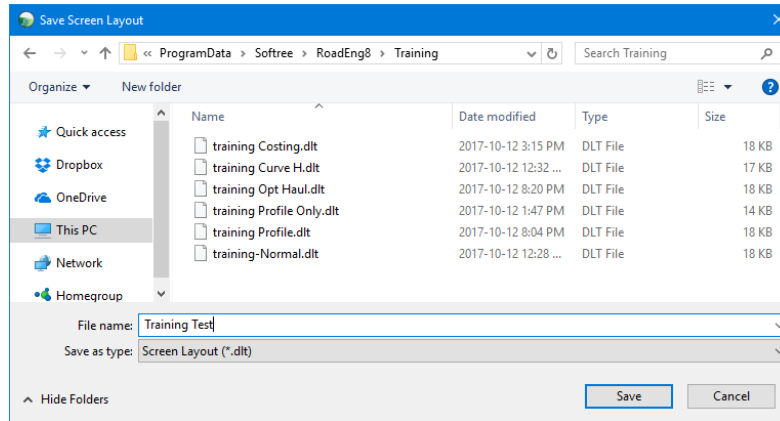 Save Screen Layout
« ProgramData > Softree > RoadEng8 > Training
Search Training
Organize
New folder
?
Name Date modified Type Size
Quick access
Dropbox
OneDrive
This PC
Network
Homegroup
training Costing.dlt 2017-10-12 3:15 PM DLT File 18 KB
training Curve H.dlt 2017-10-12 12:32 ... DLT File 17 KB
training Opt Haul.dlt 2017-10-12 8:20 PM DLT File 18 KB
training Profile Only.dlt 2017-10-12 1:47 PM DLT File 14 KB
training Profile.dlt 2017-10-12 8:04 PM DLT File 18 KB
training-Normal.dlt 2017-10-12 12:28 ... DLT File 18 KB
File name: Training Test
Save as type: Screen Layout (*.dlt)
Hide Folders
Save
Cancel